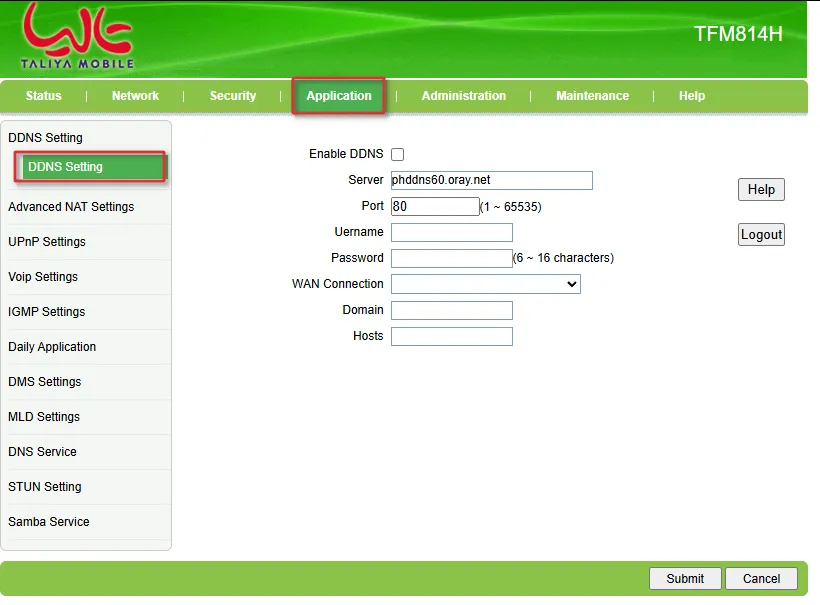 تاليا
TALIYA MOBILE
TFM814H
Status | Network | Security | Application | Administration | Maintenance | Help
DDNS Setting
DDNS Setting
Advanced NAT Settings
UPnP Settings
Voip Settings
IGMP Settings
Daily Application
DMS Settings
MLD Settings
DNS Service
STUN Setting
Samba Service
Enable DDNS
Server phddns60.oray.net
Port 80 (1 ~ 65535)
Uername
Password (6 ~ 16 characters)
WAN Connection
Domain
Hosts
Help
Logout
Submit Cancel